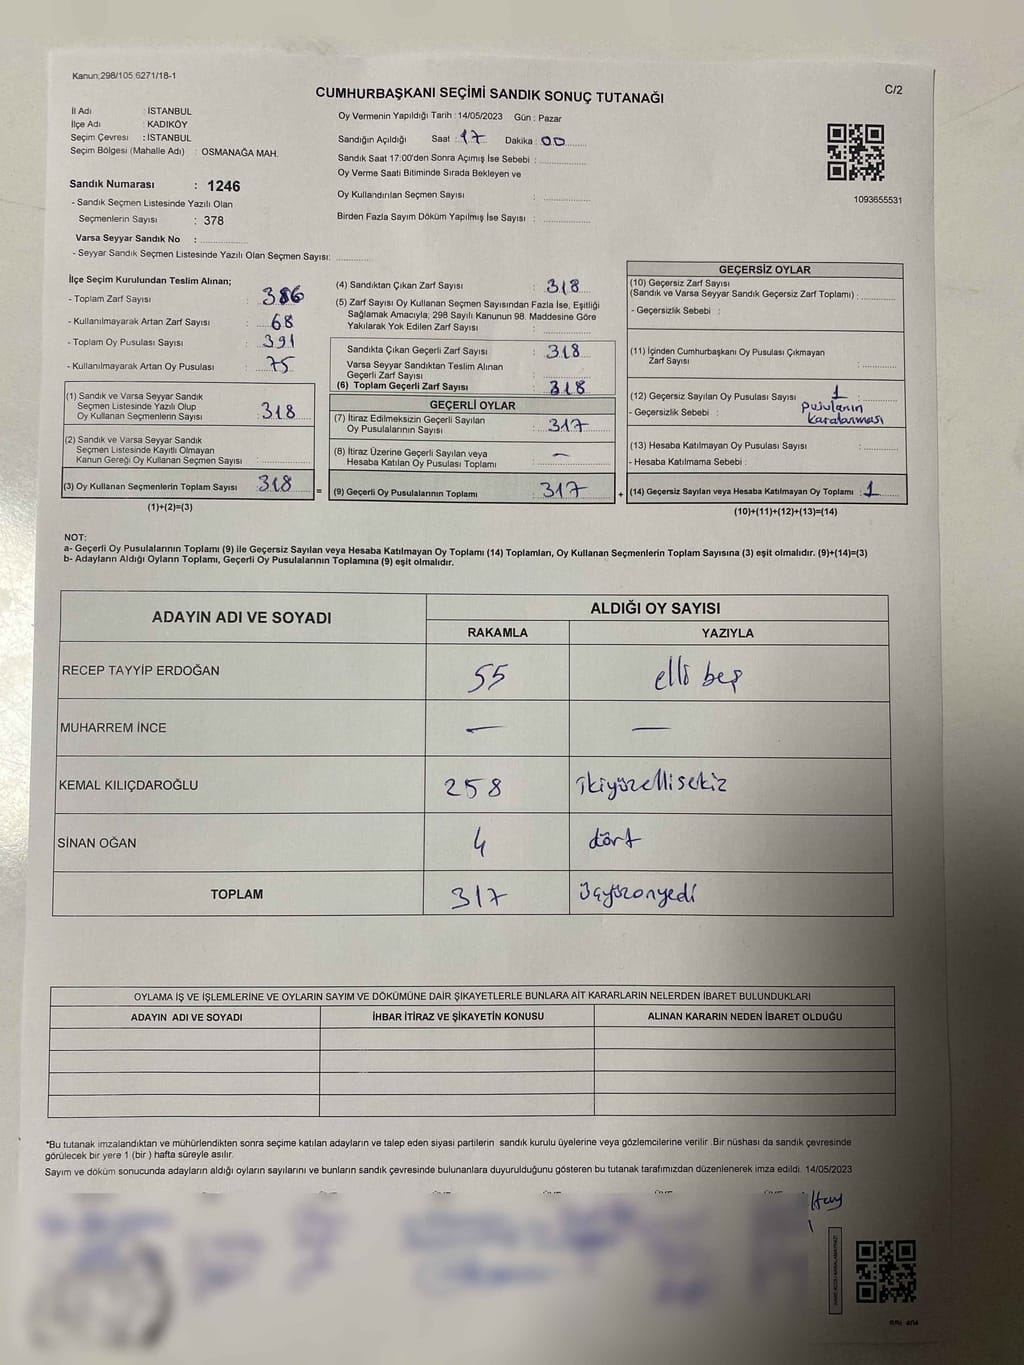 Kanun;298/105 6271/18-1
C/2
CUMHURBAŞKANI SEÇİMİ SANDIK SONUÇ TUTANAĞI
İl Adı : İSTANBUL
İlçe Adı : KADIKÖY
Seçim Çevresi : İSTANBUL
Seçim Bölgesi (Mahalle Adı) : OSMANAĞA MAH.
Sandık Numarası : 1246
- Sandık Seçmen Listesinde Yazılı Olan
Seçmenlerin Sayısı : 378
Varsa Seyyar Sandık No :
- Seyyar Sandık Seçmen Listesinde Yazılı Olan Seçmen Sayısı:
Oy Vermenin Yapıldığı Tarih : 14/05/2023 Gün : Pazar
Sandığın Açıldığı Saat : 17 Dakika : 00
Sandık Saat 17:00'den Sonra Açımış İse Sebebi :
Oy Verme Saati Bitiminde Sırada Bekleyen ve
Oy Kullandırılan Seçmen Sayısı :
Birden Fazla Sayım Döküm Yapılmış İse Sayısı :
1093655531
İlçe Seçim Kurulundan Teslim Alınan;
- Toplam Zarf Sayısı : 386
- Kullanılmayarak Artan Zarf Sayısı : 68
- Toplam Oy Pusulası Sayısı : 391
- Kullanılmayarak Artan Oy Pusulası : 75
(1) Sandık ve Varsa Seyyar Sandık
Seçmen Listesinde Yazılı Olup
Oy Kullanan Seçmenlerin Sayısı : 318
(2) Sandık ve Varsa Seyyar Sandık
Seçmen Listesinde Kayıtlı Olmayan
Kanun Gereği Oy Kullanan Seçmen Sayısı :
(3) Oy Kullanan Seçmenlerin Toplam Sayısı : 318
(1)+(2)=(3)
(4) Sandıktan Çıkan Zarf Sayısı : 318
(5) Zarf Sayısı Oy Kullanan Seçmen Sayısından Fazla İse, Eşitliği
Sağlamak Amacıyla; 298 Sayılı Kanunun 98. Maddesine Göre
Yakılarak Yok Edilen Zarf Sayısı :
Sandıkta Çıkan Geçerli Zarf Sayısı : 318
Varsa Seyyar Sandıktan Teslim Alınan
Geçerli Zarf Sayısı :
(6) Toplam Geçerli Zarf Sayısı : 318
GEÇERLİ OYLAR
(7) İtiraz Edilmeksizin Geçerli Sayılan
Oy Pusulalarının Sayısı : 317
(8) İtiraz Üzerine Geçerli Sayılan veya
Hesaba Katılan Oy Pusulası Toplamı : —
= (9) Geçerli Oy Pusulalarının Toplamı : 317
GEÇERSİZ OYLAR
(10) Geçersiz Zarf Sayısı
(Sandık ve Varsa Seyyar Sandık Geçersiz Zarf Toplamı) :
- Geçersizlik Sebebi :
(11) İçinden Cumhurbaşkanı Oy Pusulası Çıkmayan
Zarf Sayısı :
(12) Geçersiz Sayılan Oy Pusulası Sayısı : 1
- Geçersizlik Sebebi : Pusulanın
karalanması
(13) Hesaba Katılmayan Oy Pusulası Sayısı :
- Hesaba Katılmama Sebebi :
+ (14) Geçersiz Sayılan veya Hesaba Katılmayan Oy Toplamı : 1
(10)+(11)+(12)+(13)=(14)
NOT:
a- Geçerli Oy Pusulalarının Toplamı (9) ile Geçersiz Sayılan veya Hesaba Katılmayan Oy Toplamı (14) Toplamları, Oy Kullanan Seçmenlerin Toplam Sayısına (3) eşit olmalıdır. (9)+(14)=(3)
b- Adayların Aldığı Oyların Toplamı, Geçerli Oy Pusulalarının Toplamına (9) eşit olmalıdır.
ADAYIN ADI VE SOYADI
ALDIĞI OY SAYISI
RAKAMLA YAZIYLA
RECEP TAYYİP ERDOĞAN 55 elli beş
MUHARREM İNCE — —
KEMAL KILIÇDAROĞLU 258 ikiyüzellisekiz
SİNAN OĞAN 4 dört
TOPLAM 317 üçyüzonyedi
OYLAMA İŞ VE İŞLEMLERİNE VE OYLARIN SAYIM VE DÖKÜMÜNE DAİR ŞİKAYETLERLE BUNLARA AİT KARARLARIN NELERDEN İBARET BULUNDUKLARI
ADAYIN ADI VE SOYADI İHBAR İTİRAZ VE ŞİKAYETİN KONUSU ALINAN KARARIN NEDEN İBARET OLDUĞU
*Bu tutanak imzalandıktan ve mühürlendikten sonra seçime katılan adayların ve talep eden siyasi partilerin sandık kurulu üyelerine veya gözlemcilerine verilir .Bir nüshası da sandık çevresinde
görülecek bir yere 1 (bir ) hafta süreyle asılır.
Sayım ve döküm sonucunda adayların aldığı oyların sayılarını ve bunların sandık çevresinde bulunanlara duyurulduğunu gösteren bu tutanak tarafımızdan düzenlenerek imza edildi. 14/05/2023